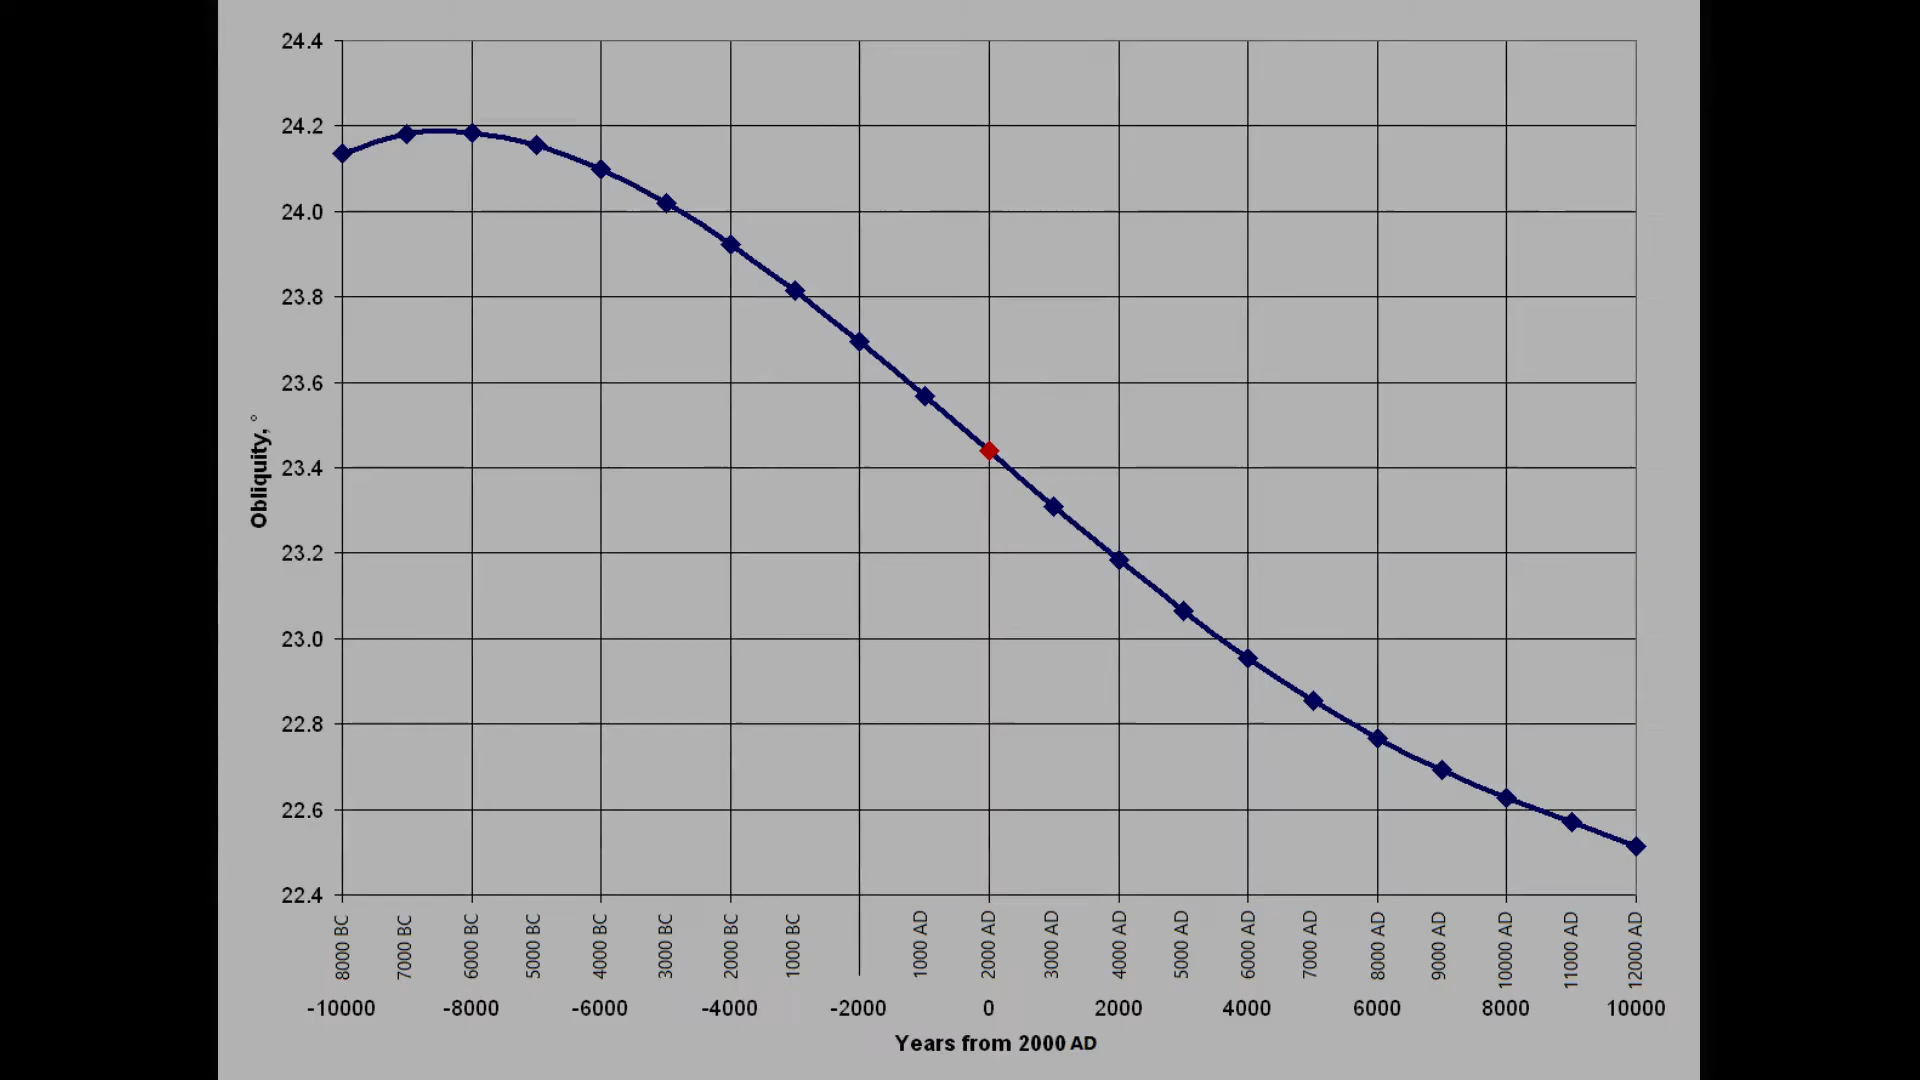 24.4
24.2
24.0
23.8
23.6
23.4
23.2
23.0
22.8
22.6
22.4
Obliquity, °
8000 BC 7000 BC 6000 BC 5000 BC 4000 BC 3000 BC 2000 BC 1000 BC 1000 AD 2000 AD 3000 AD 4000 AD 5000 AD 6000 AD 7000 AD 8000 AD 9000 AD 10000 AD 11000 AD 12000 AD
-10000 -8000 -6000 -4000 -2000 0 2000 4000 6000 8000 10000
Years from 2000 AD